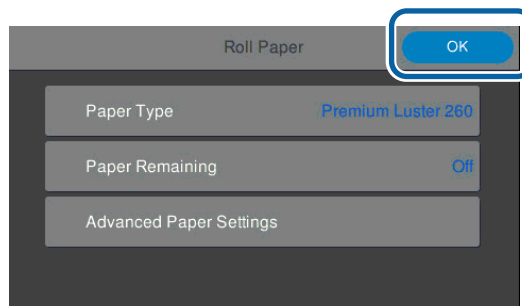 Roll Paper
OK
Paper Type
Premium Luster 260
Paper Remaining
Off
Advanced Paper Settings